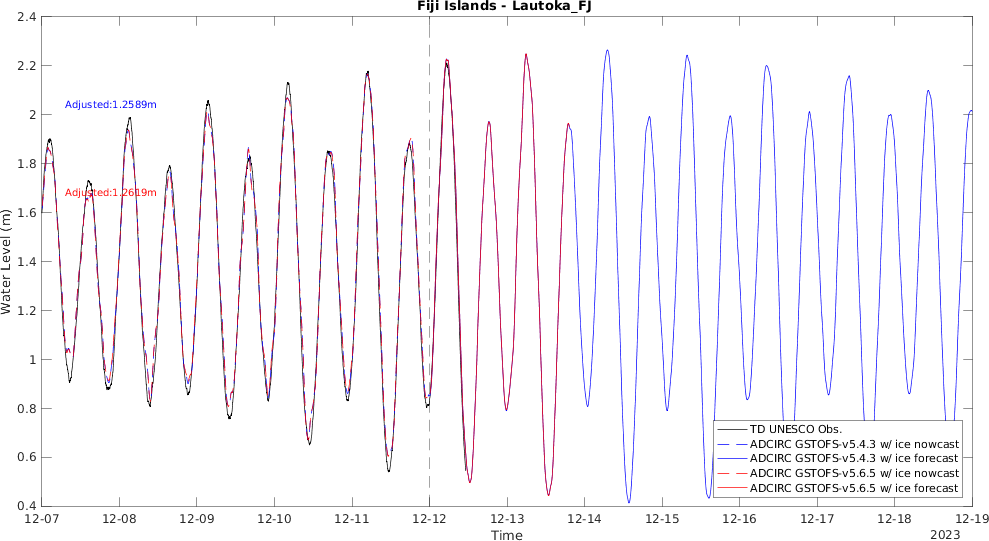 Fiji Islands - Lautoka_FJ
2.4
2.2
2
1.8
1.6
1.4
1.2
1
0.8
0.6
0.4
Water Level (m)
Adjusted:1.2589m
Adjusted:1.2619m
TD UNESCO Obs.
ADCIRC GSTOFS-v5.4.3 w/ ice nowcast
ADCIRC GSTOFS-v5.4.3 w/ ice forecast
ADCIRC GSTOFS-v5.6.5 w/ ice nowcast
ADCIRC GSTOFS-v5.6.5 w/ ice forecast
12-07 12-08 12-09 12-10 12-11 12-12 12-13 12-14 12-15 12-16 12-17 12-18 12-19
Time
2023